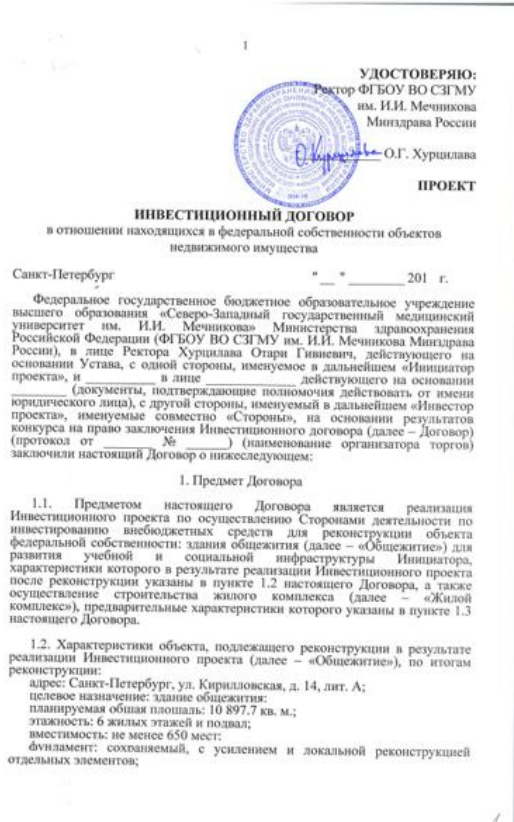 1
УДОСТОВЕРЯЮ:
Ректор ФГБОУ ВО СЗГМУ
им. И.И. Мечникова
Минздрава России
О.Г. Хурцилава
ПРОЕКТ
ИНВЕСТИЦИОННЫЙ ДОГОВОР
в отношении находящихся в федеральной собственности объектов
недвижимого имущества
Санкт-Петербург "__" ________ 201 г.
Федеральное государственное бюджетное образовательное учреждение
высшего образования «Северо-Западный государственный медицинский
университет им. И.И. Мечникова» Министерства здравоохранения
Российской Федерации (ФГБОУ ВО СЗГМУ им. И.И. Мечникова Минздрава
России), в лице Ректора Хурцилава Отари Гивиевич, действующего на
основании Устава, с одной стороны, именуемое в дальнейшем «Инициатор
проекта», и __________ в лице ______________ действующего на основании
________ (документы, подтверждающие полномочия действовать от имени
юридического лица), с другой стороны, именуемый в дальнейшем «Инвестор
проекта», именуемые совместно «Стороны», на основании результатов
конкурса на право заключения Инвестиционного договора (далее – Договор)
(протокол от _______ № _______) (наименование организатора торгов)
заключили настоящий Договор о нижеследующем:
1. Предмет Договора
1.1. Предметом настоящего Договора является реализация
Инвестиционного проекта по осуществлению Сторонами деятельности по
инвестированию внебюджетных средств для реконструкции объекта
федеральной собственности: здания общежития (далее – «Общежитие») для
развития учебной и социальной инфраструктуры Инициатора,
характеристики которого в результате реализации Инвестиционного проекта
после реконструкции указаны в пункте 1.2 настоящего Договора, а также
осуществление строительства жилого комплекса (далее – «Жилой
комплекс»), предварительные характеристики которого указаны в пункте 1.3
настоящего Договора.
1.2. Характеристики объекта, подлежащего реконструкции в результате
реализации Инвестиционного проекта (далее – «Общежитие»), по итогам
реконструкции:
адрес: Санкт-Петербург, ул. Кирилловская, д. 14, лит. А;
целевое назначение: здание общежития:
планируемая общая площадь: 10 897.7 кв. м.;
этажность: 6 жилых этажей и подвал;
вместимость: не менее 650 мест:
фундамент: сохраняемый, с усилением и локальной реконструкцией
отдельных элементов;